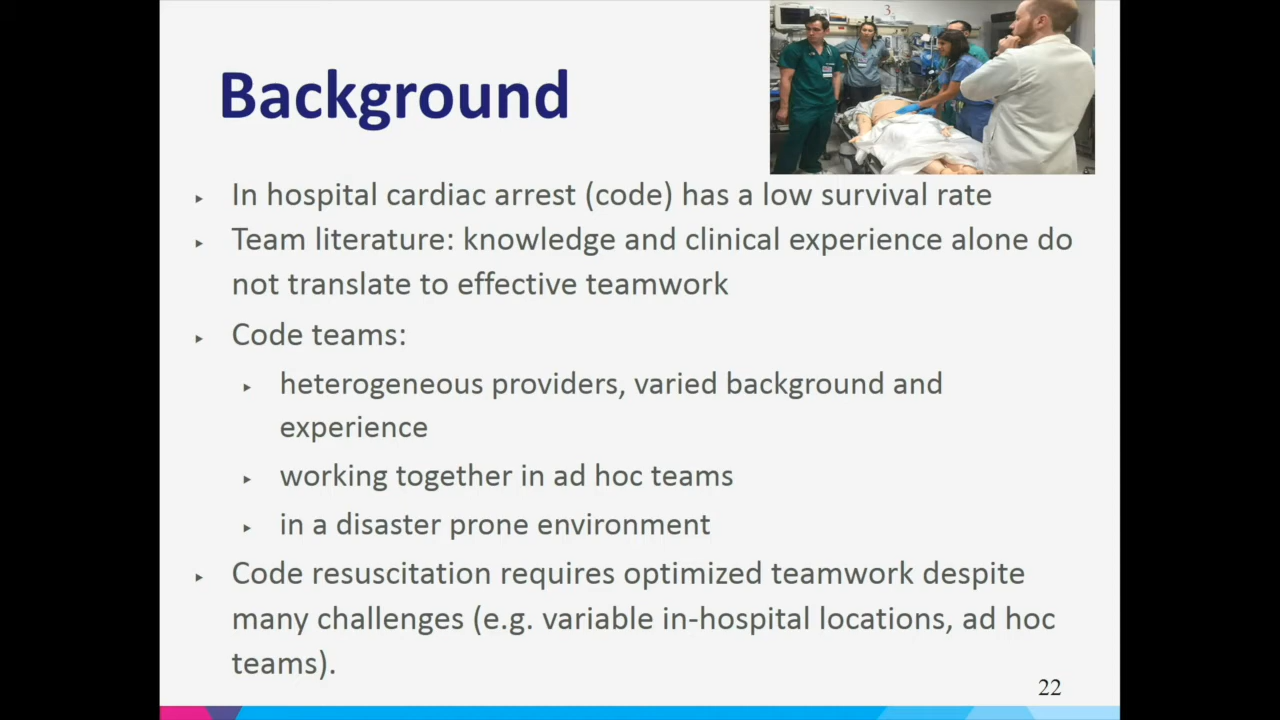 3
Background
In hospital cardiac arrest (code) has a low survival rate
Team literature: knowledge and clinical experience alone do
not translate to effective teamwork
Code teams:
heterogeneous providers, varied background and
experience
working together in ad hoc teams
in a disaster prone environment
Code resuscitation requires optimized teamwork despite
many challenges (e.g. variable in-hospital locations, ad hoc
teams).
22